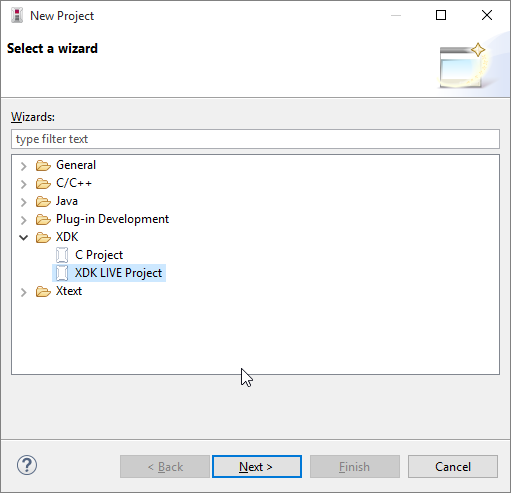 New Project
Select a wizard
Wizards:
type filter text
General
C/C++
Java
Plug-in Development
XDK
C Project
XDK LIVE Project
Xtext
?
< Back
Next >
Finish
Cancel